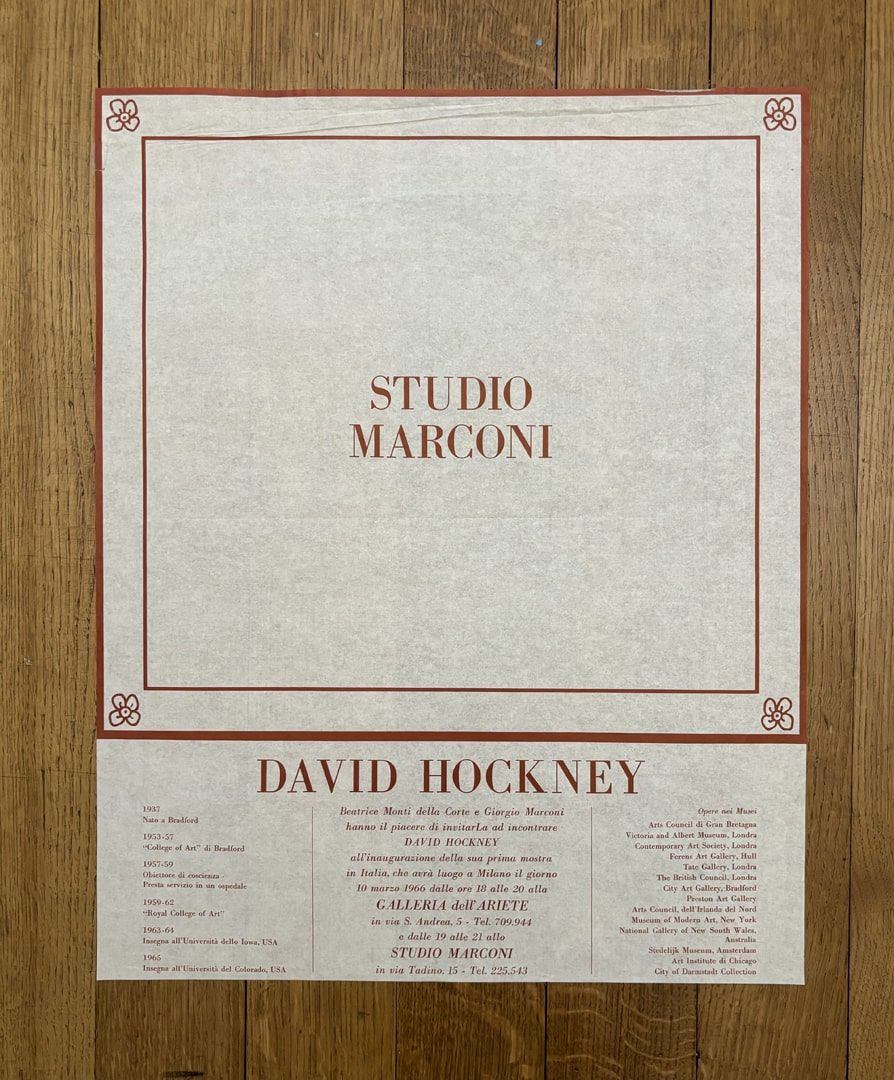 STUDIO
MARCONI
DAVID HOCKNEY
1937
Nato a Bradford
1953-57
“College of Art” di Bradford
1957-59
Obiettore di coscienza -
Presta servizio in un ospedale
1959-62
“Royal College of Art”
1963-64
Insegna all'Università dello Iowa, USA
1965
Insegna all'Università del Colorado, USA
Beatrice Monti della Corte e Giorgio Marconi
hanno il piacere di invitarLa ad incontrare
DAVID HOCKNEY
all'inaugurazione della sua prima mostra
in Italia, che avrà luogo a Milano il giorno
10 marzo 1966 dalle ore 18 alle 20 alla
GALLERIA dell'ARIETE
in via S. Andrea, 5 - Tel. 709.944
e dalle 19 alle 21 allo
STUDIO MARCONI
in via Tadino, 15 - Tel. 225.543
Opere nei Musei
Arts Council di Gran Bretagna
Victoria and Albert Museum, Londra
Contemporary Art Society, Londra
Ferens Art Gallery, Hull
Tate Gallery, Londra
The British Council, Londra
City Art Gallery, Bradford
Preston Art Gallery
Arts Council, dell'Irlanda del Nord
Museum of Modern Art, New York
National Gallery of New South Wales,
Australia
Stedelijk Museum, Amsterdam
Art Institute di Chicago
City of Darmstadt Collection